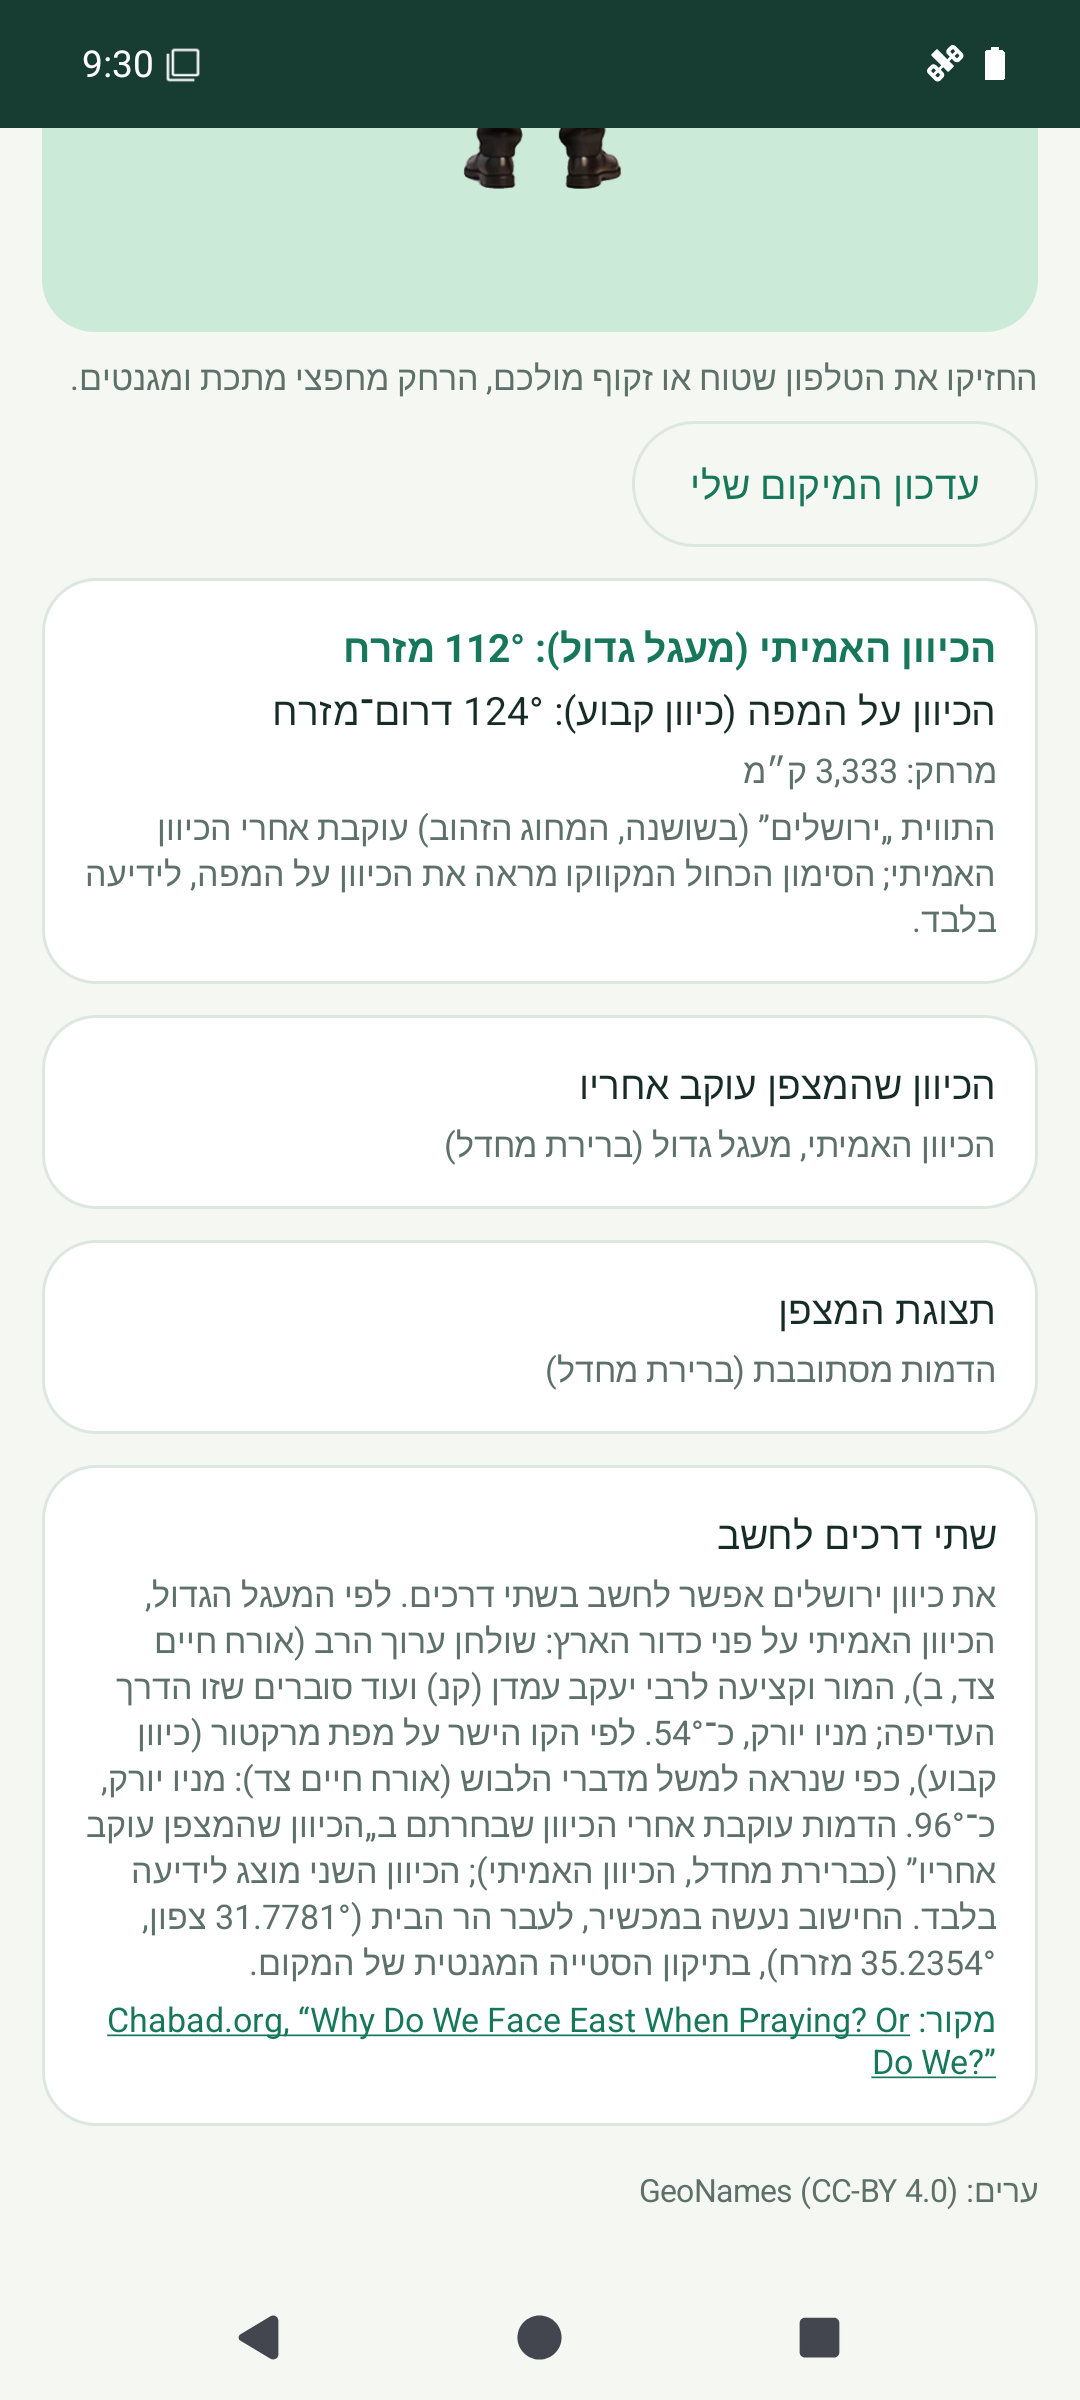 9:30
החזיקו את הטלפון שטוח או זקוף מולכם, הרחק מחפצי מתכת ומגנטים.
עדכון המיקום שלי
הכיוון האמיתי (מעגל גדול): 112° מזרח
הכיוון על המפה (כיוון קבוע): 124° דרום־מזרח
מרחק: 3,333 ק״מ
התווית „ירושלים” (בשושנה, המחוג הזהוב) עוקבת אחרי הכיוון
האמיתי; הסימון הכחול המקווקו מראה את הכיוון על המפה, לידיעה
בלבד.
הכיוון שהמצפן עוקב אחריו
הכיוון האמיתי, מעגל גדול (ברירת מחדל)
תצוגת המצפן
הדמות מסתובבת (ברירת מחדל)
שתי דרכים לחשב
את כיוון ירושלים אפשר לחשב בשתי דרכים. לפי המעגל הגדול,
הכיוון האמיתי על פני כדור הארץ: שולחן ערוך הרב (אורח חיים
צד, ב), המור וקציעה לרבי יעקב עמדן (קנ) ועוד סוברים שזו הדרך
העדיפה; מניו יורק, כ־54°. לפי הקו הישר על מפת מרקטור (כיוון
קבוע), כפי שנראה למשל מדברי הלבוש (אורח חיים צד): מניו יורק,
כ־96°. הדמות עוקבת אחרי הכיוון שבחרתם ב„הכיוון שהמצפן עוקב
אחריו” (כברירת מחדל, הכיוון האמיתי); הכיוון השני מוצג לידיעה
בלבד. החישוב נעשה במכשיר, לעבר הר הבית (31.7781° צפון,
35.2354° מזרח), בתיקון הסטייה המגנטית של המקום.
מקור: Chabad.org, “Why Do We Face East When Praying? Or
Do We?”
ערים: GeoNames (CC-BY 4.0)